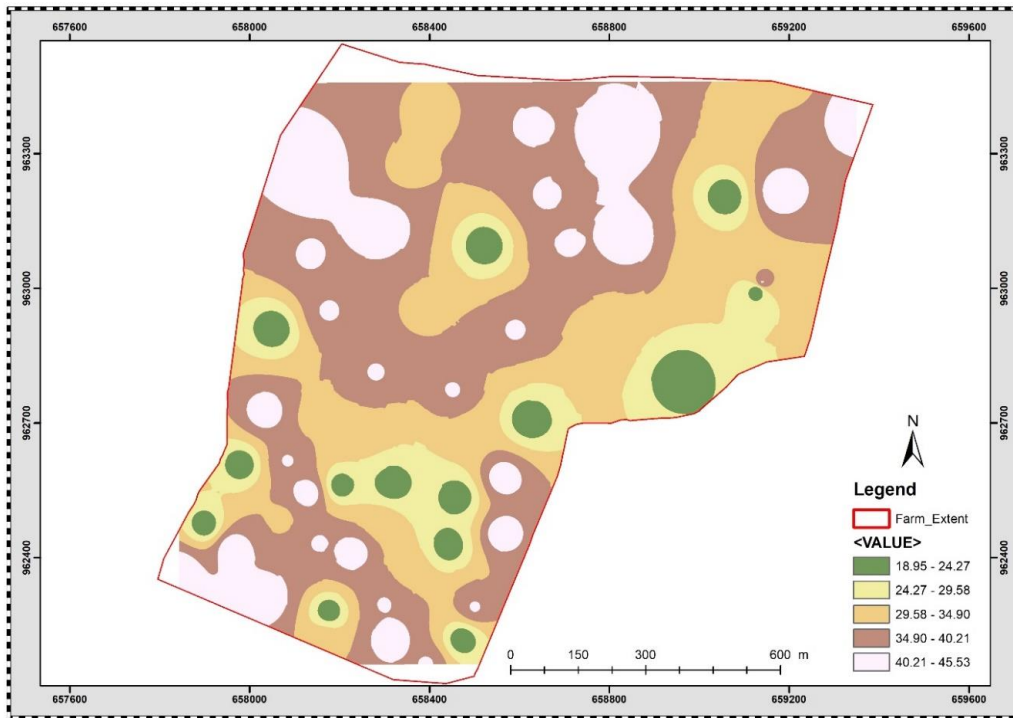 657600 658000 658400 658800 659200 659600
963300 963300
963000 963000
962700 962700
N
Legend
Farm_Extent
<VALUE>
18.95 - 24.27
962400 962400
24.27 - 29.58
29.58 - 34.90
34.90 - 40.21
40.21 - 45.53
0 150 300 600 m
657600 658000 658400 658800 659200 659600